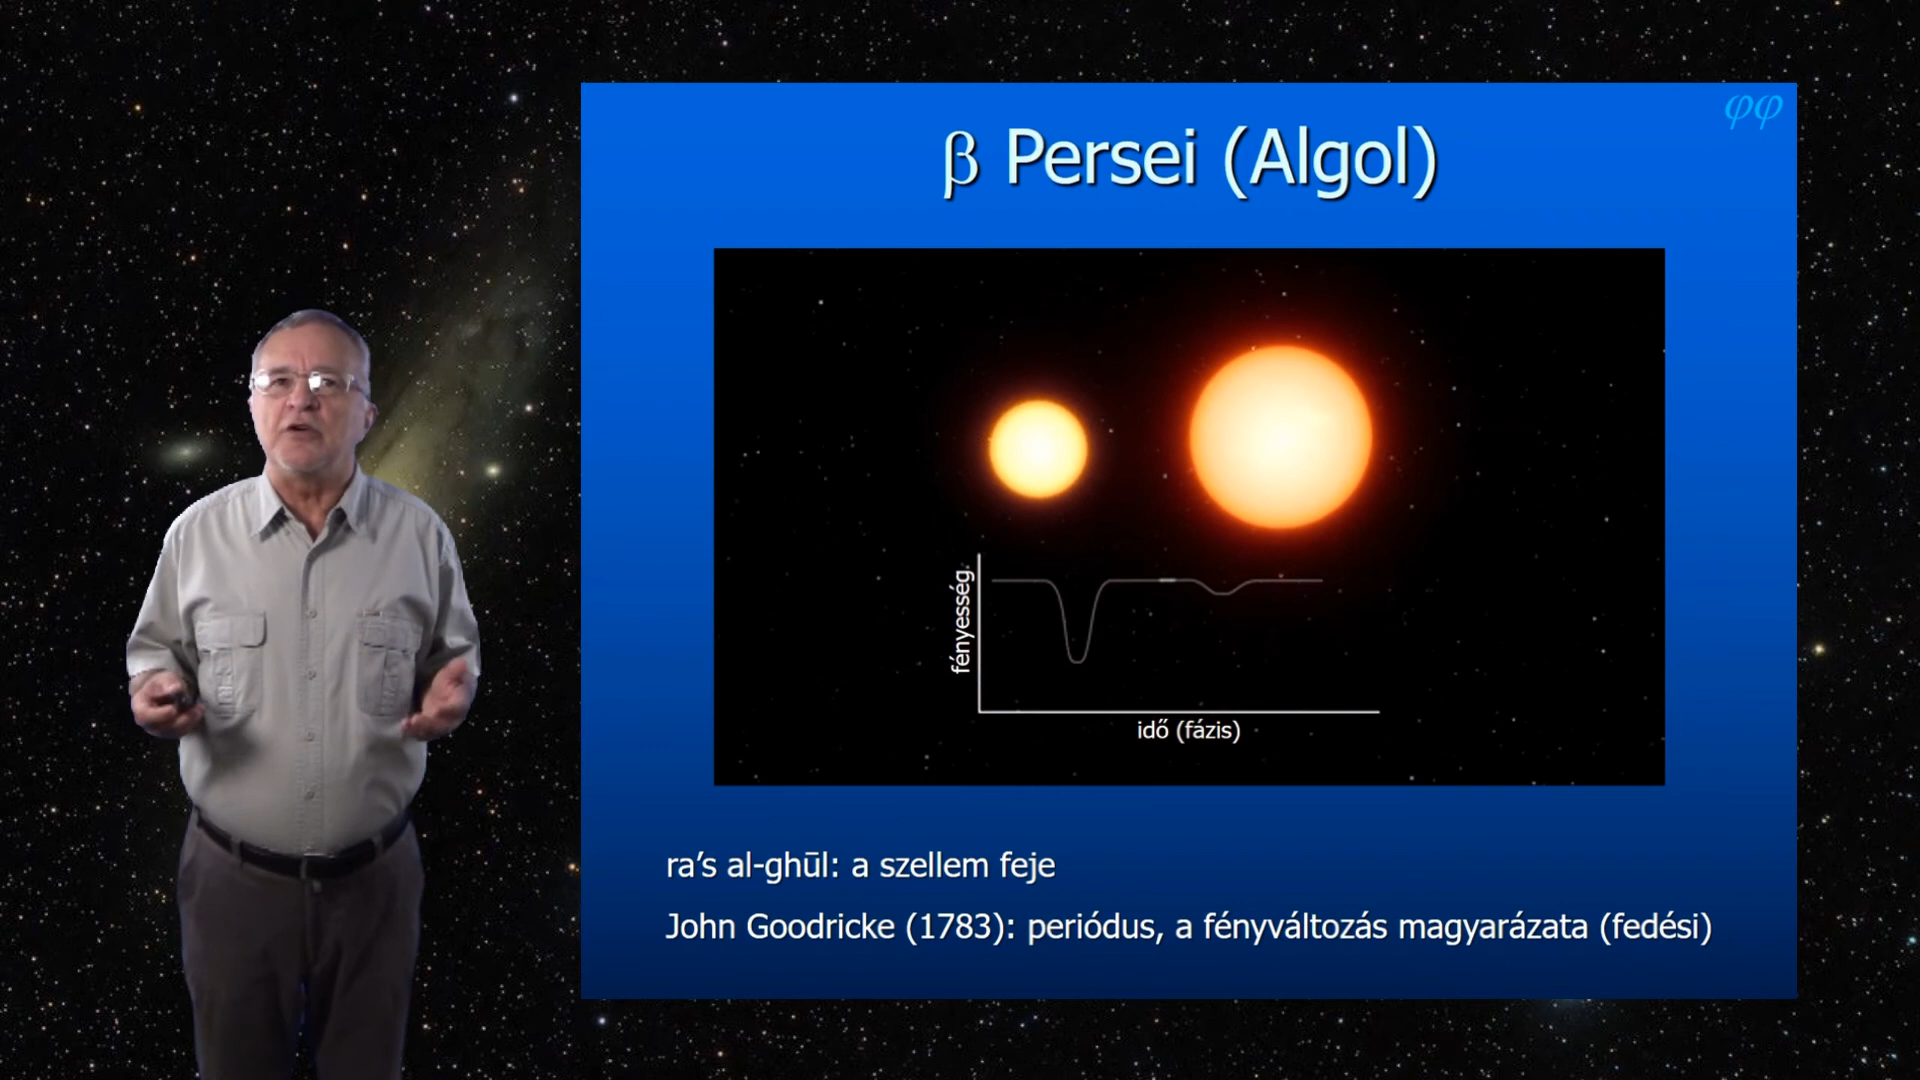 φφ
β Persei (Algol)
fényesség
idő (fázis)
ra’s al-ghūl: a szellem feje
John Goodricke (1783): periódus, a fényváltozás magyarázata (fedési)